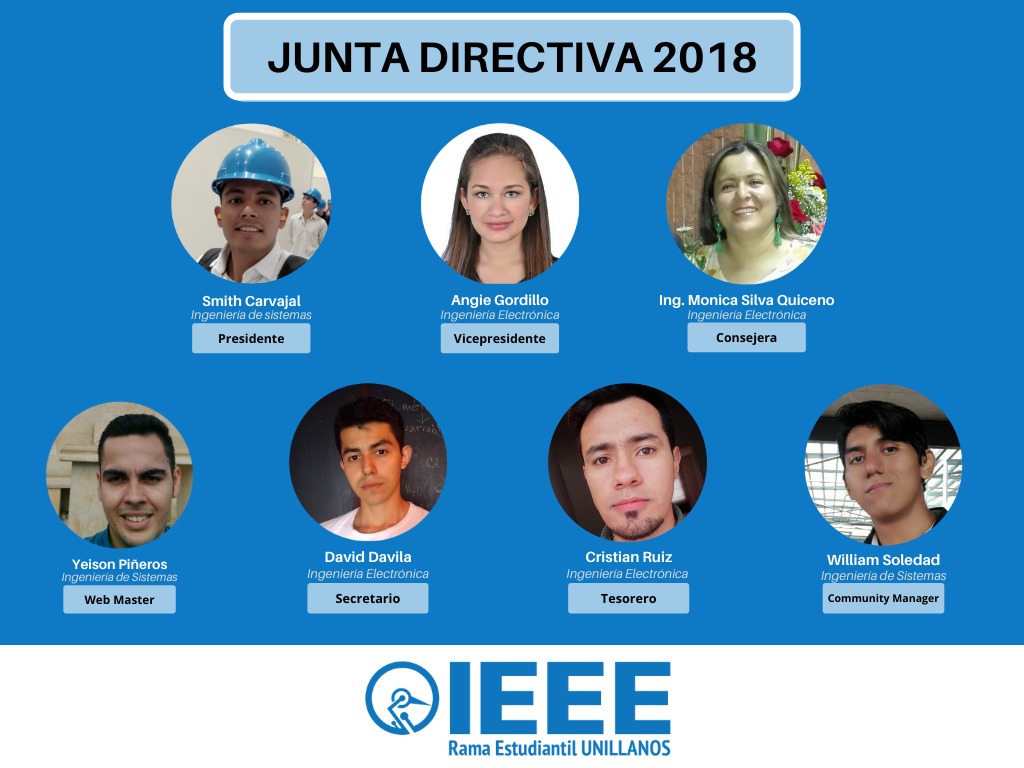 JUNTA DIRECTIVA 2018
Smith Carvajal
Ingeniería de sistemas
Presidente
Angie Gordillo
Ingeniería Electrónica
Vicepresidente
Ing. Monica Silva Quiceno
Ingeniería Electrónica
Consejera
Yeison Piñeros
Ingeniería de Sistemas
Web Master
David Davila
Ingeniería Electrónica
Secretario
Cristian Ruiz
Ingeniería Electrónica
Tesorero
William Soledad
Ingeniería de Sistemas
Community Manager
IEEE
Rama Estudiantil UNILLANOS